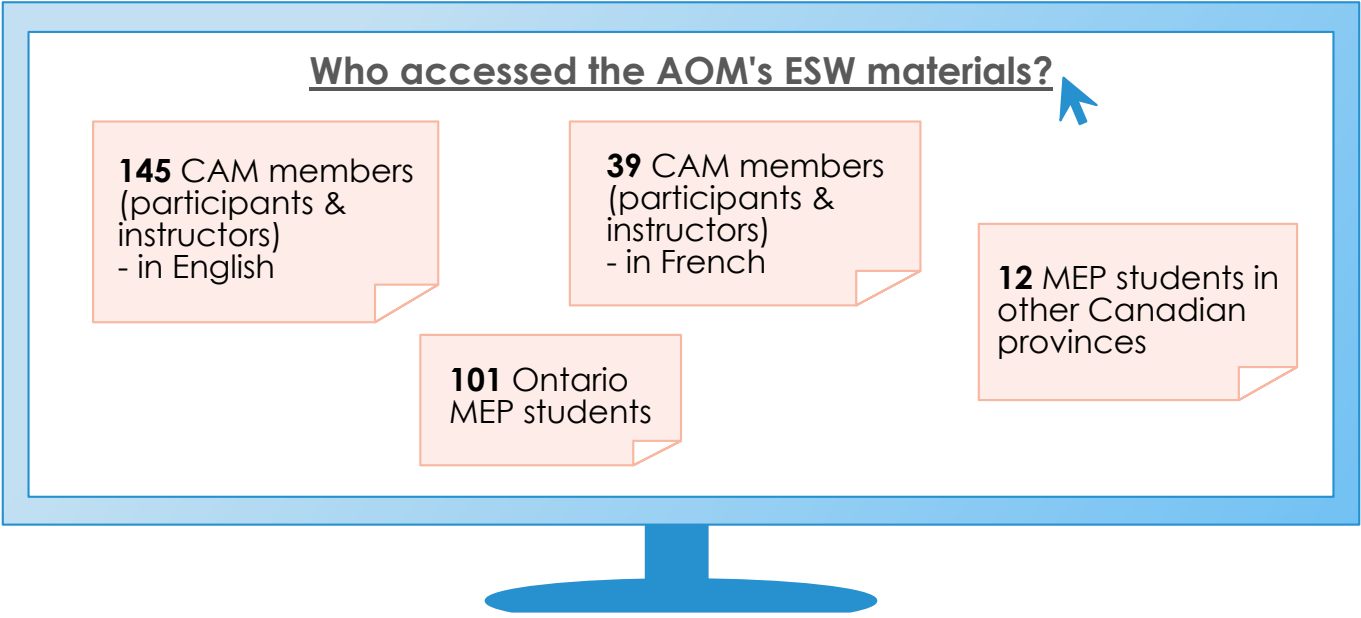 Who accessed the AOM's ESW materials?
145 CAM members
(participants &
instructors)
- in English
39 CAM members
(participants &
instructors)
- in French
12 MEP students in
other Canadian
provinces
101 Ontario
MEP students